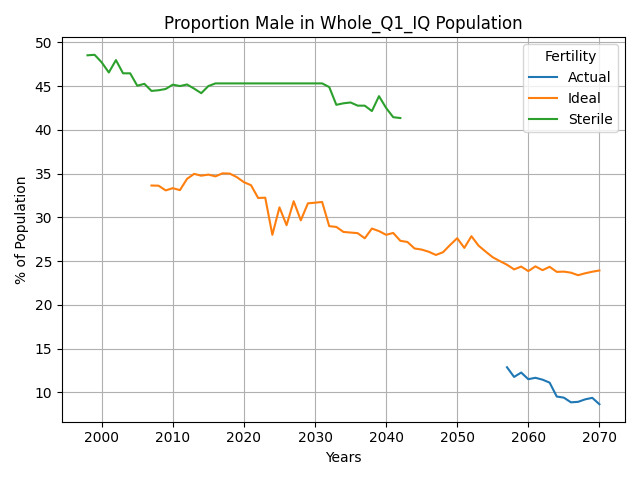 Proportion Male in Whole_Q1_IQ Population
Fertility
Actual
Ideal
Sterile
% of Population
50
45
40
35
30
25
20
15
10
2000 2010 2020 2030 2040 2050 2060 2070
Years